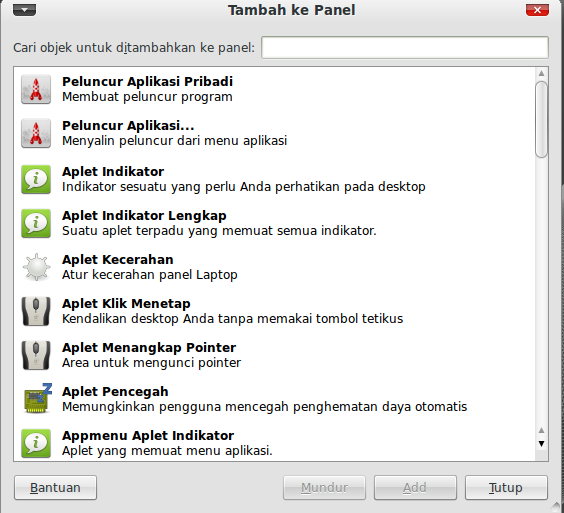 Tambah ke Panel
Cari objek untuk ditambahkan ke panel:
Peluncur Aplikasi Pribadi
Membuat peluncur program
Peluncur Aplikasi...
Menyalin peluncur dari menu aplikasi
Aplet Indikator
Indikator sesuatu yang perlu Anda perhatikan pada desktop
Aplet Indikator Lengkap
Suatu aplet terpadu yang memuat semua indikator.
Aplet Kecerahan
Atur kecerahan panel Laptop
Aplet Klik Menetap
Kendalikan desktop Anda tanpa memakai tombol tetikus
Aplet Menangkap Pointer
Area untuk mengunci pointer
Aplet Pencegah
Memungkinkan pengguna mencegah penghematan daya otomatis
Appmenu Aplet Indikator
Aplet yang memuat menu aplikasi.
Bantuan Mundur Add Tutup